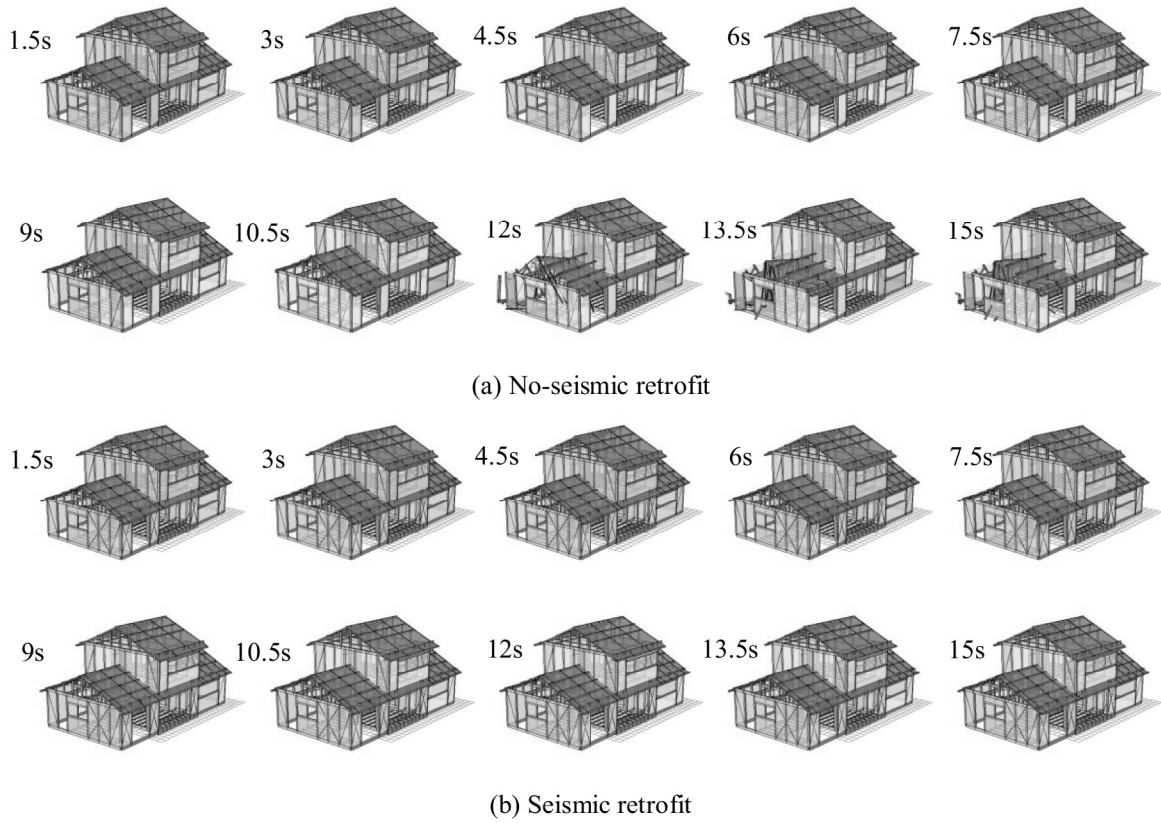 1.5s
3s
4.5s
6s
7.5s
9s
10.5s
12s
13.5s
15s
(a) No-seismic retrofit
1.5s
3s
4.5s
6s
7.5s
9s
10.5s
12s
13.5s
15s
(b) Seismic retrofit